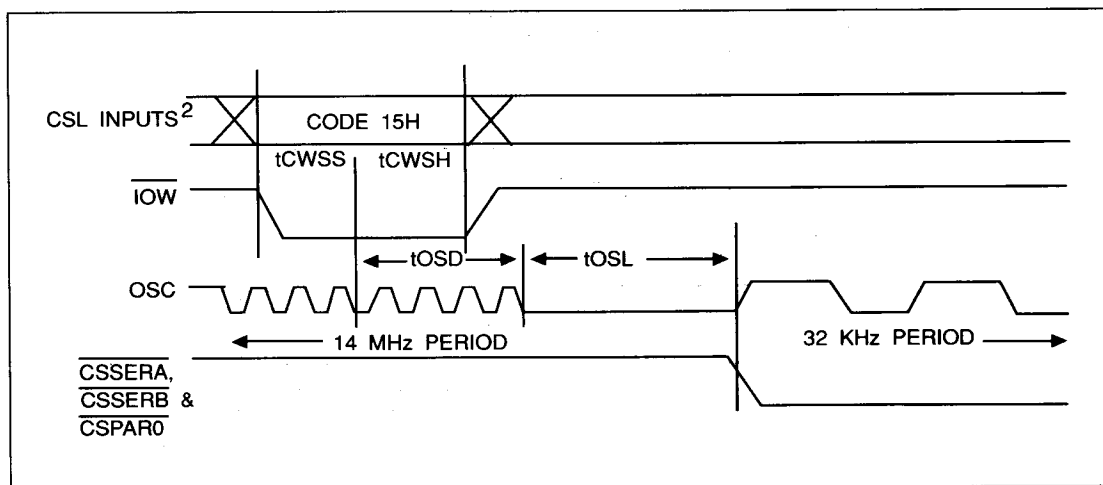 CSL INPUTS²
CODE 15H
tCWSS tCWSH
IOW
tOSD tOSL
OSC
14 MHz PERIOD 32 KHz PERIOD
CSSERA,
CSSERB &
CSPAR0